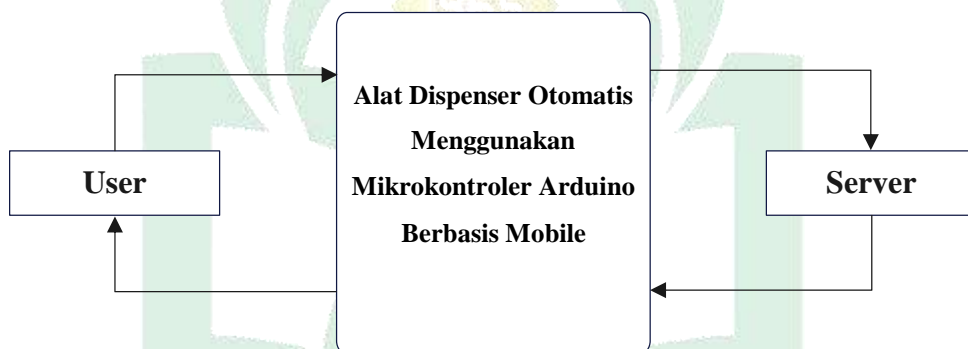 User
Alat Dispenser Otomatis
Menggunakan
Mikrokontroler Arduino
Berbasis Mobile
Server